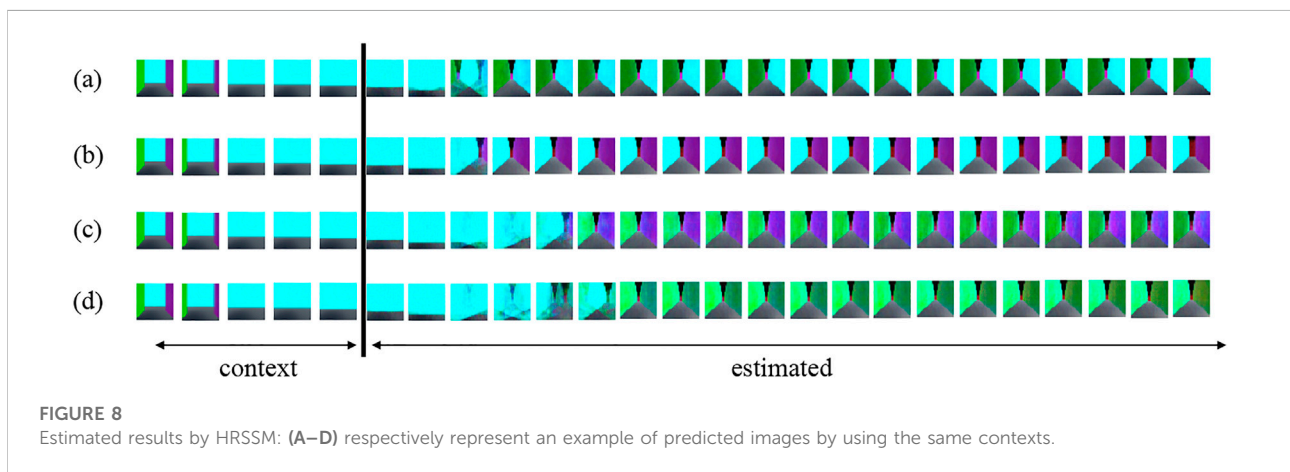 (a)
(b)
(c)
(d)
context estimated
FIGURE 8
Estimated results by HRSSM: (A–D) respectively represent an example of predicted images by using the same contexts.